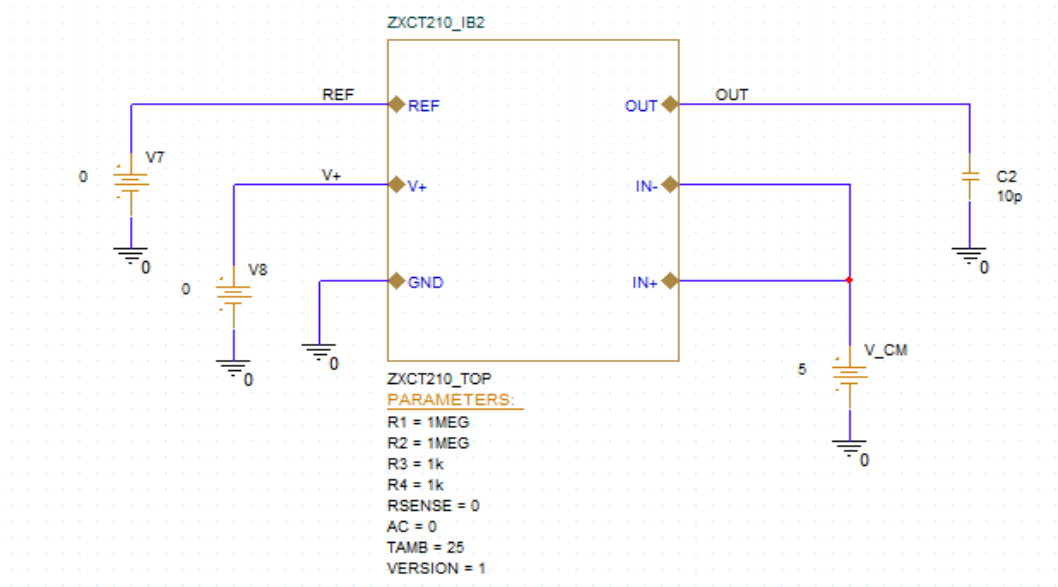 ZXCT210_IB2
REF
REF
OUT
OUT
V7
0
V+
V+
IN-
C2
10p
0
V8
0
GND
IN+
0
0
0
0
V_CM
5
0
ZXCT210_TOP
PARAMETERS:
R1 = 1MEG
R2 = 1MEG
R3 = 1k
R4 = 1k
RSENSE = 0
AC = 0
TAMB = 25
VERSION = 1